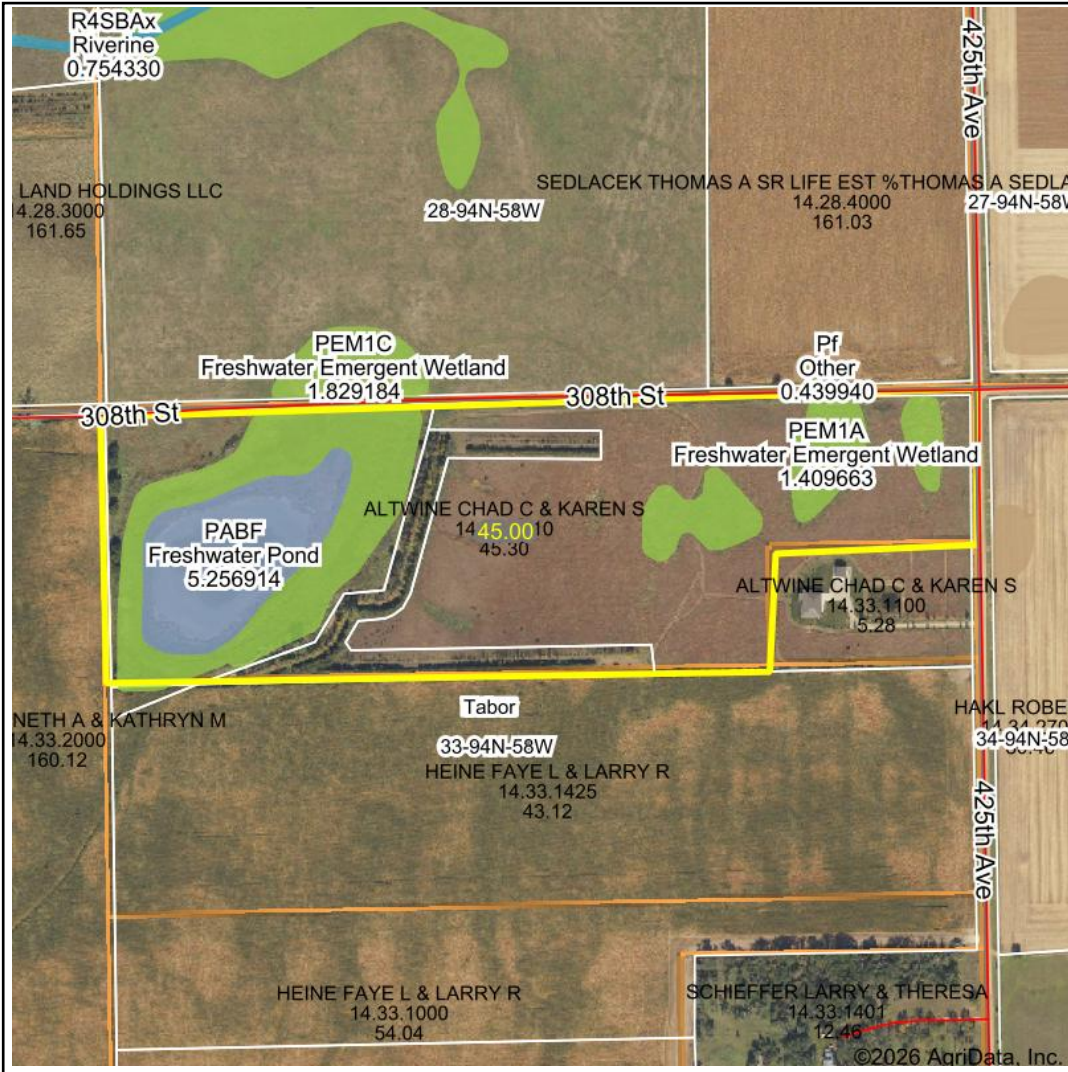 R4SBAx
Riverine
0.754330
425th Ave
LAND HOLDINGS LLC
14.28.3000
161.65
28-94N-58W
SEDLACEK THOMAS A SR LIFE EST %THOMAS A SEDLA
14.28.4000
161.03
27-94N-58W
PEM1C
Freshwater Emergent Wetland
1.829184
Pf
Other
0.439940
308th St
308th St
PEM1A
Freshwater Emergent Wetland
1.409663
PABF
Freshwater Pond
5.256914
ALTWINE CHAD C & KAREN S
14 45.00 10
45.30
ALTWINE CHAD C & KAREN S
14.33.1100
5.28
Tabor
33-94N-58W
NETH A & KATHRYN M
14.33.2000
160.12
HAKL ROBE
34-94N-58
HEINE FAYE L & LARRY R
14.33.1425
43.12
425th Ave
HEINE FAYE L & LARRY R
14.33.1000
54.04
SCHIEFFER LARRY & THERESA
14.33.1401
12.46
©2026 AgriData, Inc.